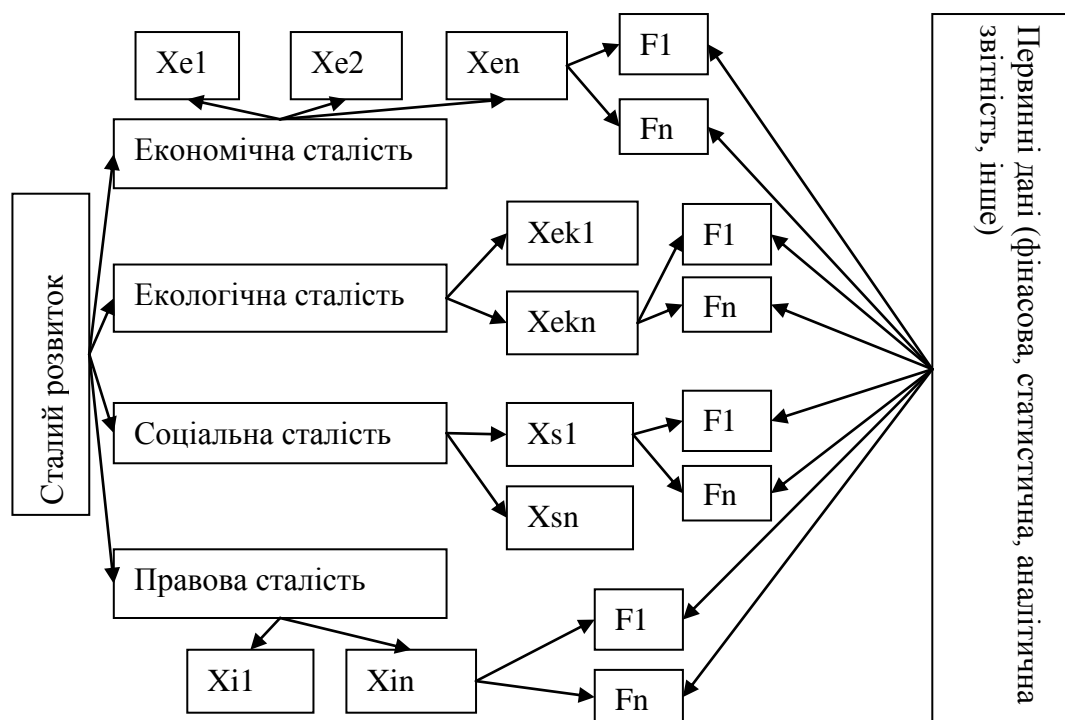 Xe1
Xe2
Xen
F1
Fn
Економічна сталість
Сталий розвиток
Екологічна сталість
Xek1
Xekn
F1
Fn
Соціальна сталість
Xs1
Xsn
F1
Fn
Правова сталість
Xi1
Xin
F1
Fn
Первинні дані (фінасова, статистична, аналітична
звітність, інше)